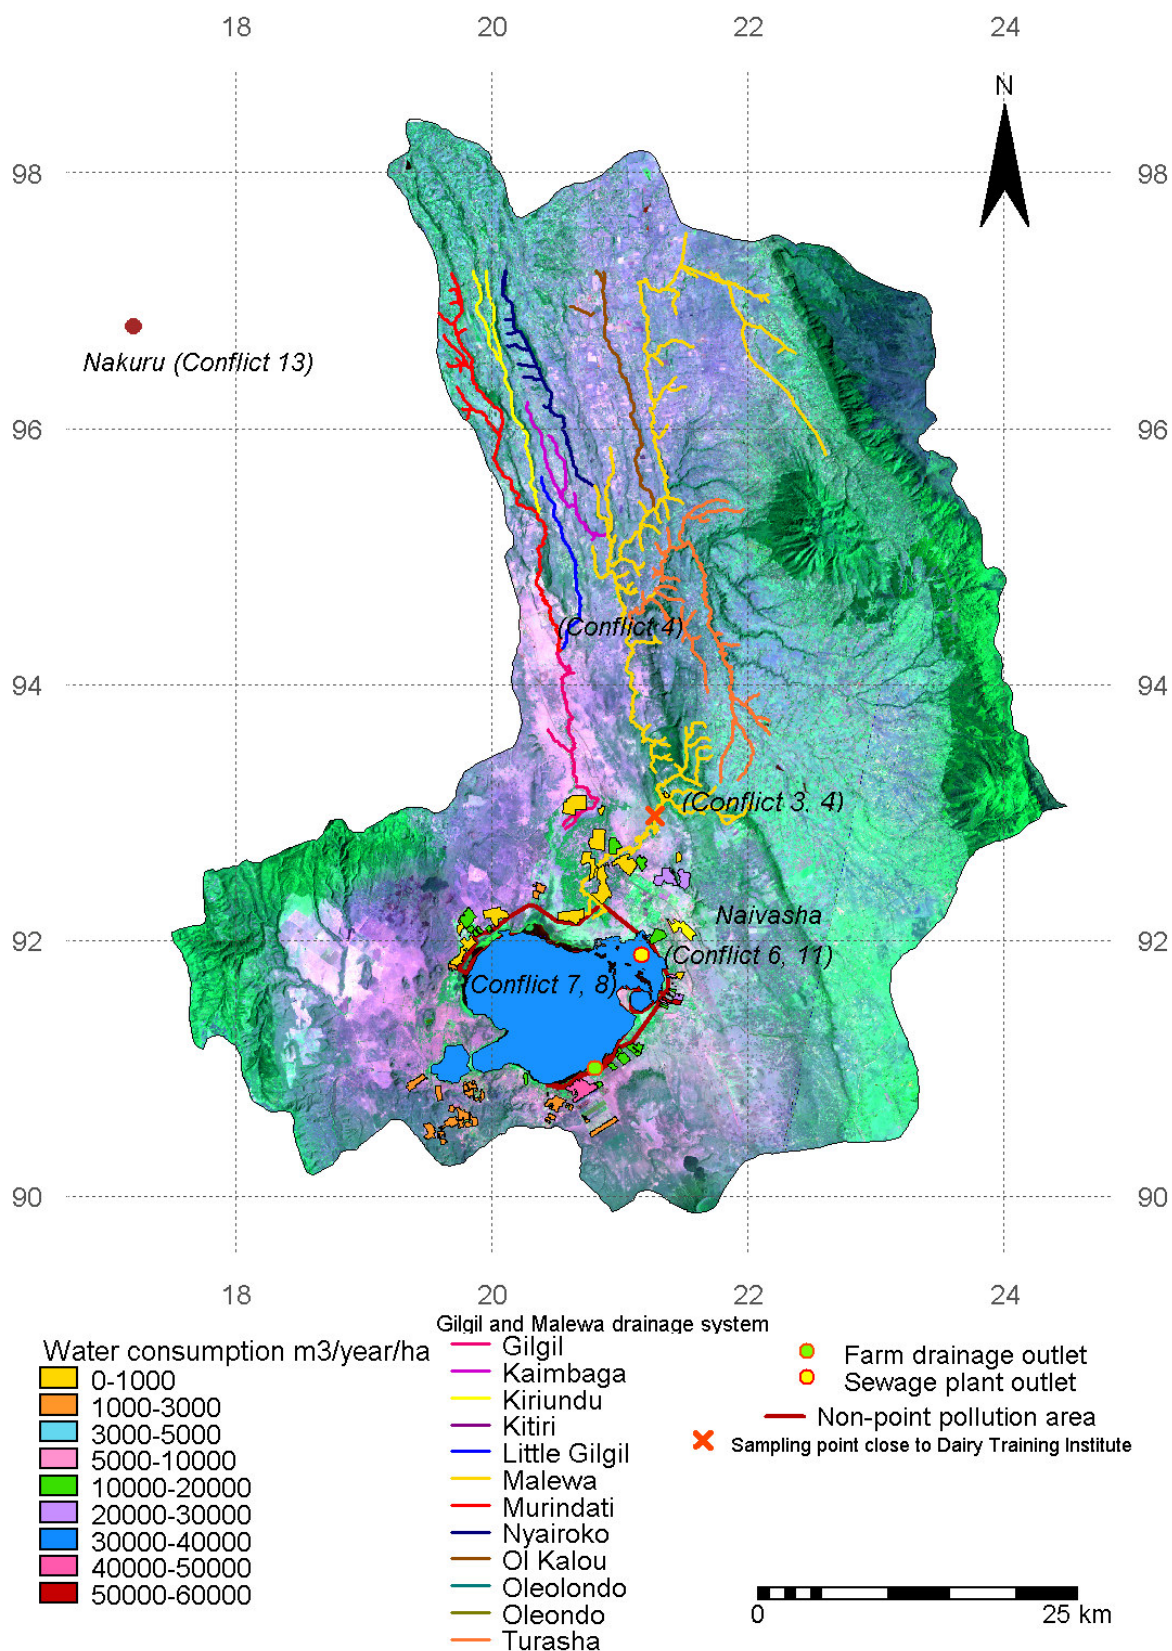 18 20 22 24
N
98 98
Nakuru (Conflict 13)
96 96
(Conflict 4)
94 94
(Conflict 3, 4)
Naivasha
92 92
(Conflict 6, 11)
(Conflict 7, 8)
90 90
18 20 22 24
Water consumption m3/year/ha
0-1000
1000-3000
3000-5000
5000-10000
10000-20000
20000-30000
30000-40000
40000-50000
50000-60000
Gilgil and Malewa drainage system
Gilgil
Kaimbaga
Kiriundu
Kitiri
Little Gilgil
Malewa
Murindati
Nyairoko
Ol Kalou
Oleolondo
Oleondo
Turasha
Farm drainage outlet
Sewage plant outlet
Non-point pollution area
Sampling point close to Dairy Training Institute
0 25 km